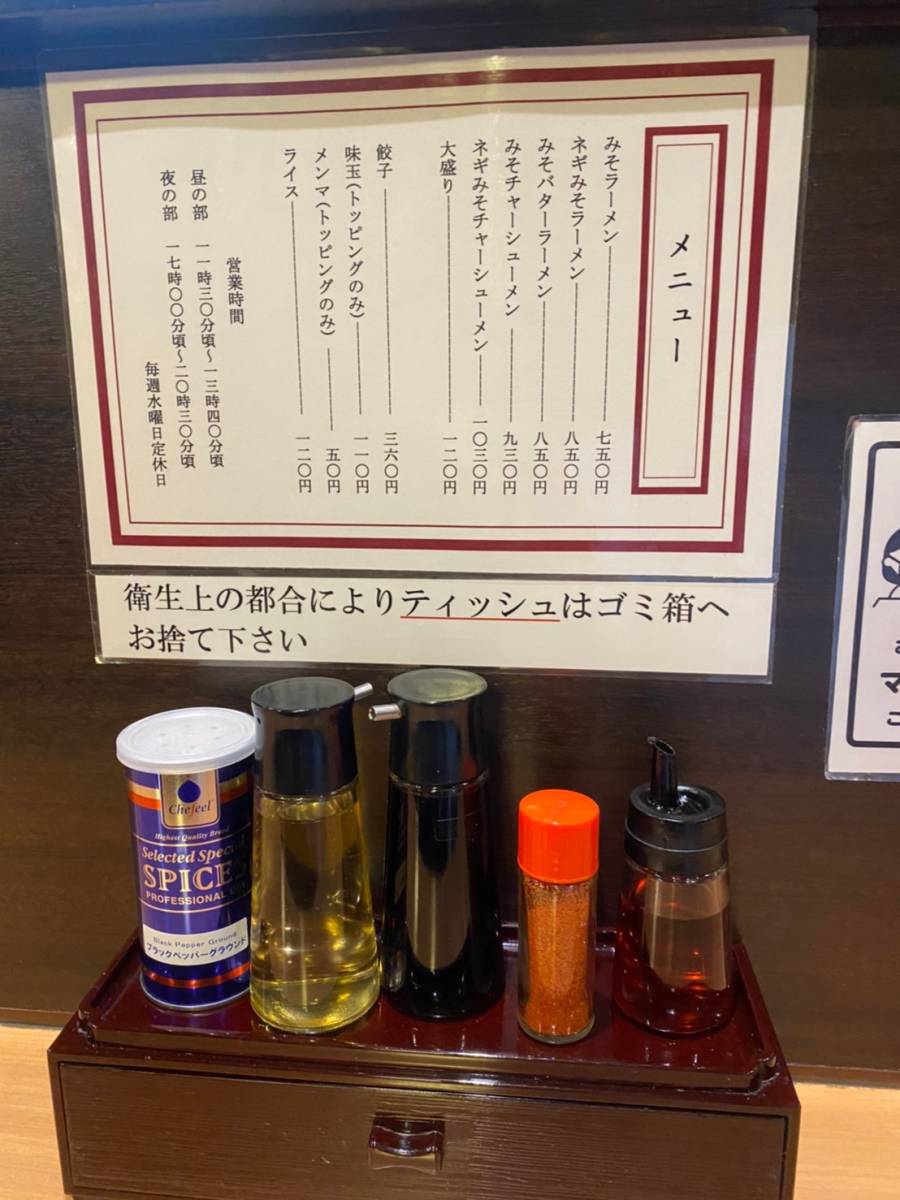 メニュー
みそラーメン 七五〇円
ネギみそラーメン 八五〇円
みそバターラーメン 八五〇円
みそチャーシューメン 九三〇円
ネギみそチャーシューメン 一〇三〇円
大盛り 一二〇円
餃子 三六〇円
味玉(トッピングのみ) 一一〇円
メンマ(トッピングのみ) 五〇円
ライス 一二〇円
営業時間
昼の部 一一時三〇分頃〜一三時四〇分頃
夜の部 一七時〇〇分頃〜二〇時三〇分頃
毎週水曜日定休日
衛生上の都合によりティッシュはゴミ箱へ
お捨て下さい
Chefeel
Highest Quality Brand
Selected Special
SPICE
PROFESSIONAL
Black Pepper Ground
ブラックペッパーグラウンド
マ